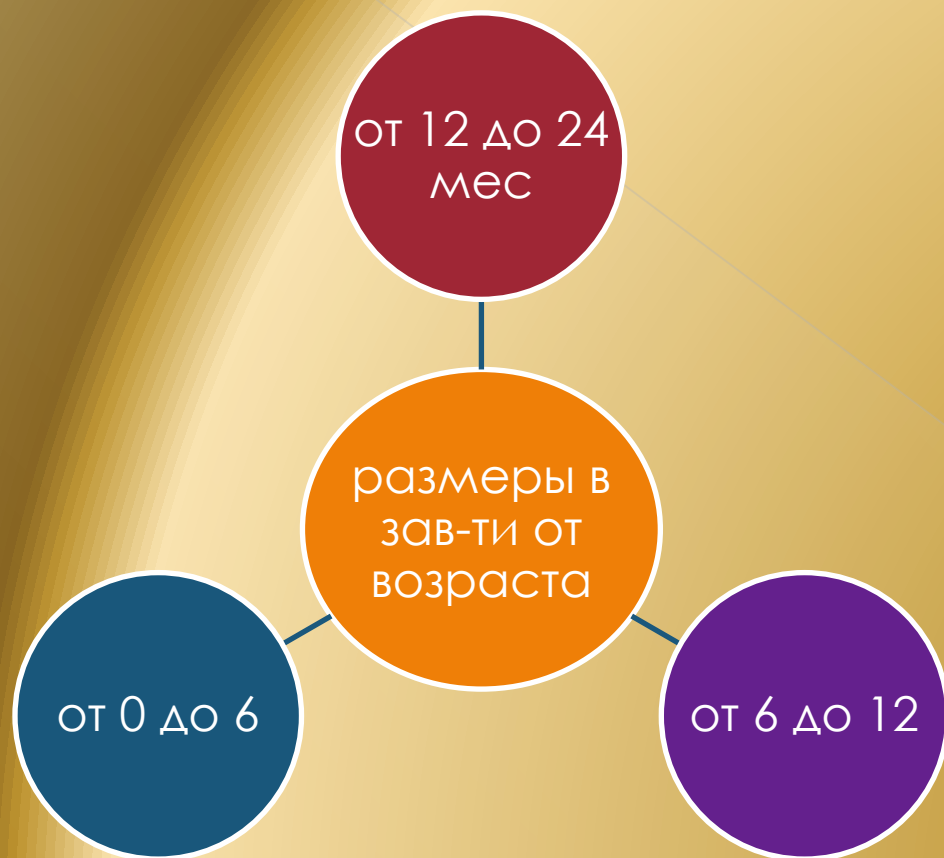 от 12 до 24
мес
размеры в
зав-ти от
возраста
от 0 до 6
от 6 до 12